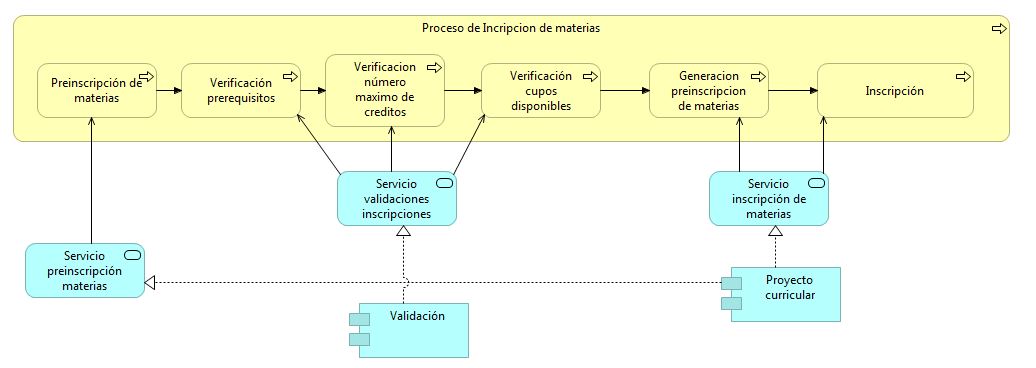 Proceso de Incripcion de materias
Preinscripción de
materias
Verificación
prerequisitos
Verificacion
número
maximo de
creditos
Verificación
cupos
disponibles
Generacion
preinscripcion
de materias
Inscripción
Servicio
validaciones
inscripciones
Servicio
inscripción de
materias
Servicio
preinscripción
materias
Proyecto
curricular
Validación